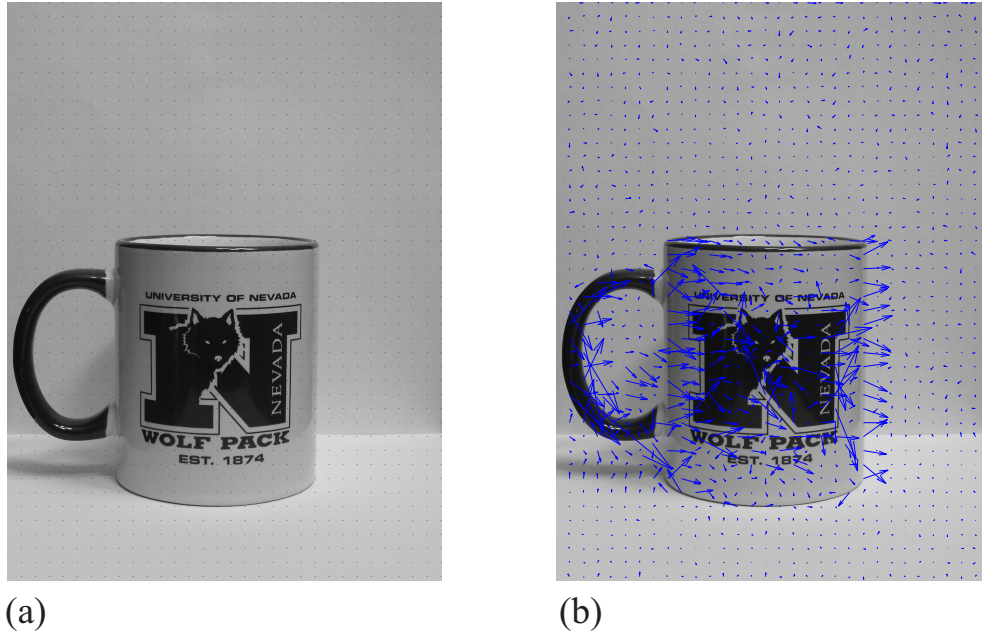 UNIVERSITY OF NEVADA
NEVADA
WOLF PACK
EST. 1874
(a)
UNIVERSITY OF NEVADA
NEVADA
WOLF PACK
EST. 1874
(b)